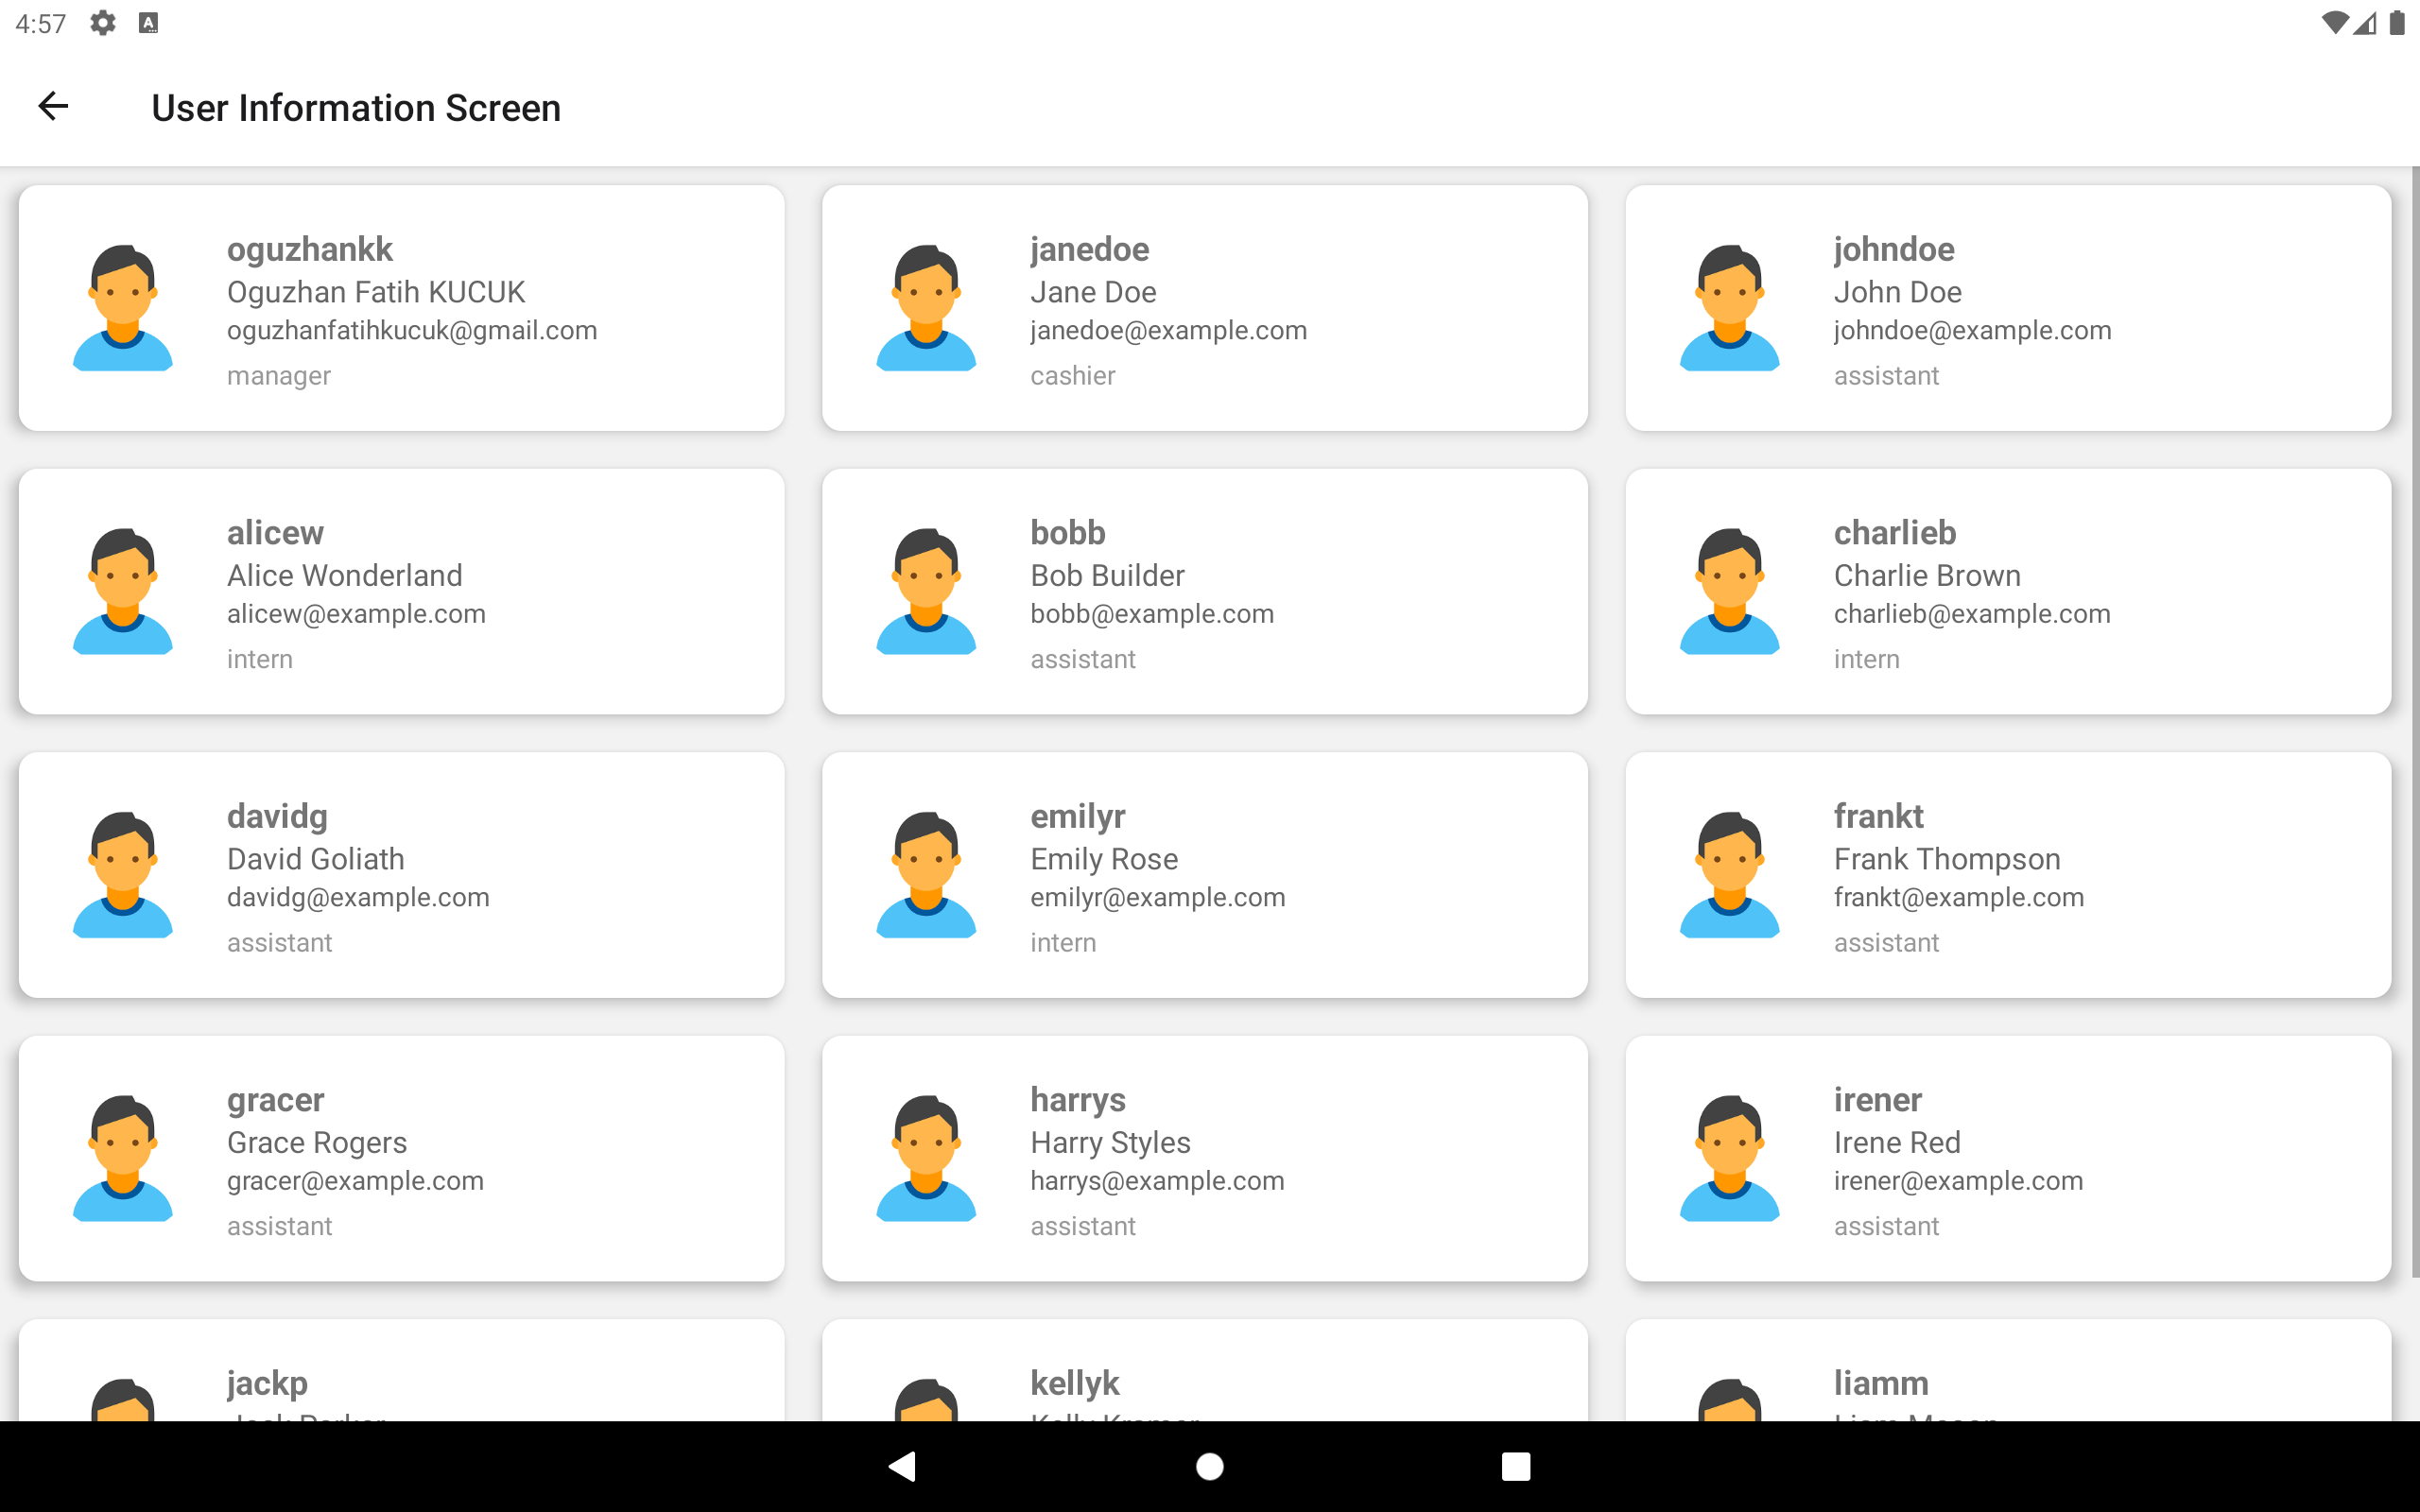 4:57
User Information Screen
oguzhankk
Oguzhan Fatih KUCUK
oguzhanfatihkucuk@gmail.com
manager
janedoe
Jane Doe
janedoe@example.com
cashier
johndoe
John Doe
johndoe@example.com
assistant
alicew
Alice Wonderland
alicew@example.com
intern
bobb
Bob Builder
bobb@example.com
assistant
charlieb
Charlie Brown
charlieb@example.com
intern
davidg
David Goliath
davidg@example.com
assistant
emilyr
Emily Rose
emilyr@example.com
intern
frankt
Frank Thompson
frankt@example.com
assistant
gracer
Grace Rogers
gracer@example.com
assistant
harrys
Harry Styles
harrys@example.com
assistant
irener
Irene Red
irener@example.com
assistant
jackp
kellyk
liamm